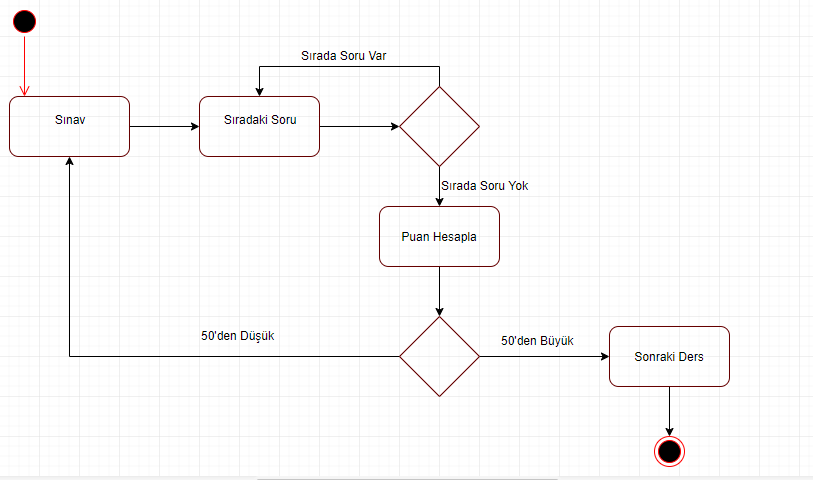 Sırada Soru Var
Sınav
Sıradaki Soru
Sırada Soru Yok
Puan Hesapla
50'den Düşük
50'den Büyük
Sonraki Ders